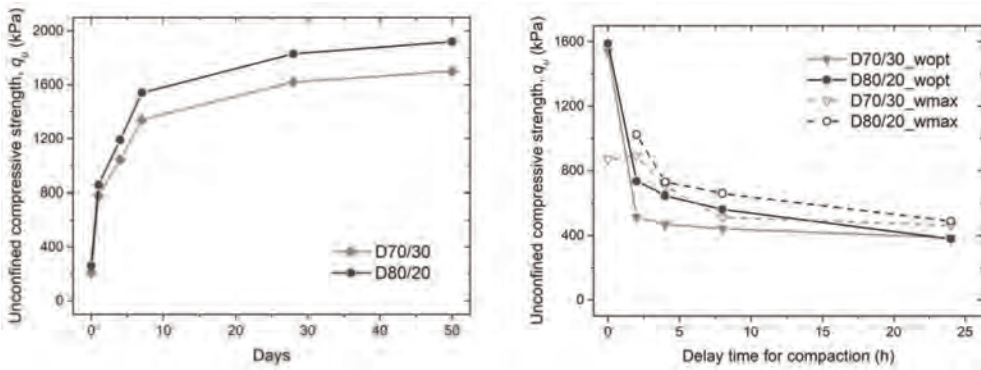 Unconfined compressive strength, qu (kPa)
2000
1600
1200
800
400
0
D70/30
D80/20
0 10 20 30 40 50
Days
Unconfined compressive strength, qu (kPa)
1600
1200
800
400
0
D70/30_wopt
D80/20_wopt
D70/30_wmax
D80/20_wmax
0 5 10 15 20 25
Delay time for compaction (h)